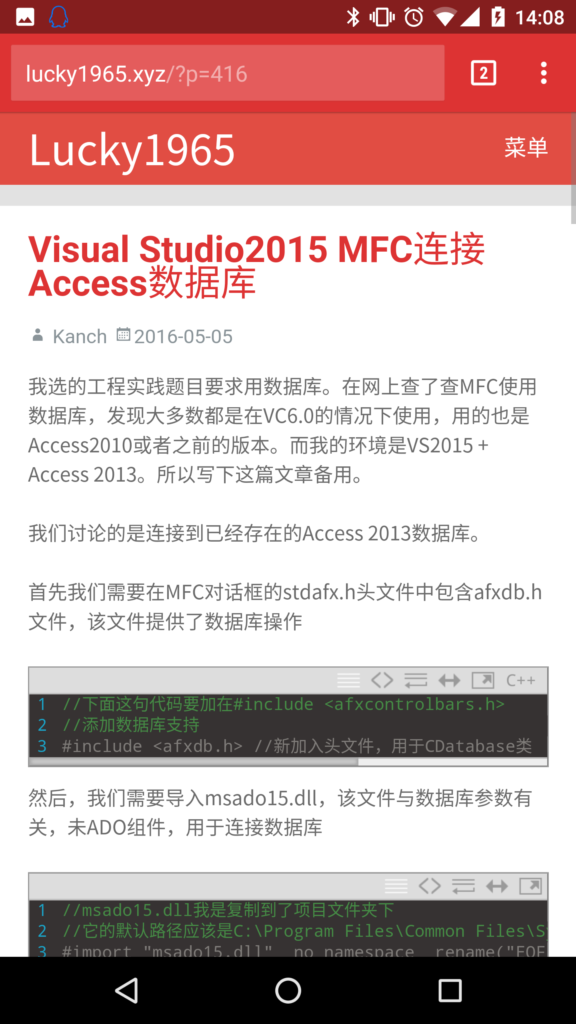 14:08
lucky1965.xyz/?p=416
2
Lucky1965
菜单
Visual Studio2015 MFC连接
Access数据库
Kanch 2016-05-05
我选的工程实践题目要求用数据库。在网上查了查MFC使用
数据库，发现大多数都是在VC6.0的情况下使用，用的也是
Access2010或者之前的版本。而我的环境是VS2015 +
Access 2013。所以写下这篇文章备用。
我们讨论的是连接到已经存在的Access 2013数据库。
首先我们需要在MFC对话框的stdafx.h头文件中包含afxdb.h
文件，该文件提供了数据库操作
C++
1 //下面这句代码要加在#include <afxcontrolbars.h>
2 //添加数据库支持
3 #include <afxdb.h> //新加入头文件，用于CDatabase类
然后，我们需要导入msado15.dll，该文件与数据库参数有
关，未ADO组件，用于连接数据库
1 //msado15.dll我是复制到了项目文件夹下
2 //它的默认路径应该是C:\Program Files\Common Files\S
3 #import "msado15.dll" no_namespace rename("EOF